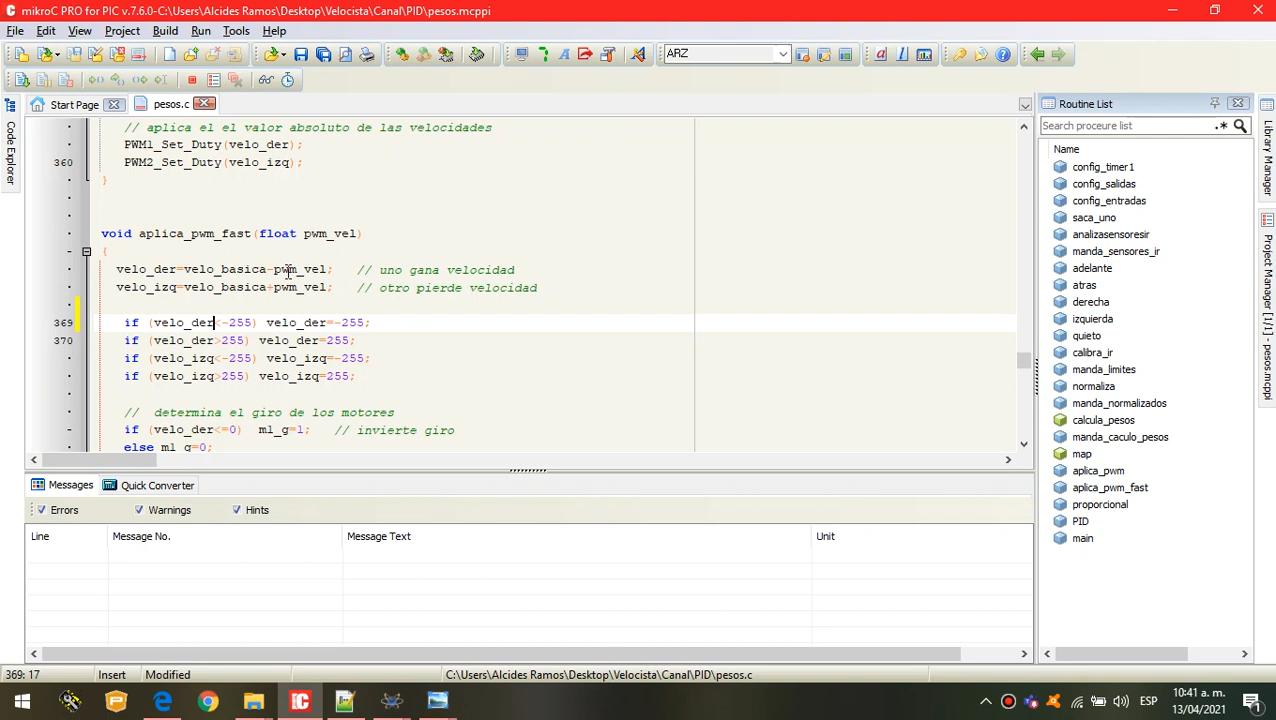 mikroC PRO for PIC v.7.6.0-C:\Users\Alcides Ramos\Desktop\Velocista\Canal\PID\pesos.mcppi
File Edit View Project Build Run Tools Help
ARZ
Start Page pesos.c
Code Explorer
// aplica el el valor absoluto de las velocidades
PWM1_Set_Duty(velo_der);
360 PWM2_Set_Duty(velo_izq);
}
void aplica_pwm_fast(float pwm_vel)
{
velo_der=velo_basica-pwm_vel; // uno gana velocidad
velo_izq=velo_basica+pwm_vel; // otro pierde velocidad
369 if (velo_der<-255) velo_der=-255;
370 if (velo_der>255) velo_der=255;
if (velo_izq<-255) velo_izq=-255;
if (velo_izq>255) velo_izq=255;
// determina el giro de los motores
if (velo_der<=0) m1_g=1; // invierte giro
else m1_g=0;
Routine List
Search proceure list
.*
Name
config_timer1
config_salidas
config_entradas
saca_uno
analizasensoresir
manda_sensores_ir
adelante
atras
derecha
izquierda
quieto
calibra_ir
manda_limites
normaliza
manda_normalizados
calcula_pesos
manda_caculo_pesos
map
aplica_pwm
aplica_pwm_fast
proporcional
PID
main
Library Manager
Project [1/1] - pesos.mcppi
Messages Quick Converter
Errors Warnings Hints
Line Message No. Message Text Unit
369: 17 Insert Modified C:\Users\Alcides Ramos\Desktop\Velocista\Canal\PID\pesos.c
ESP
10:41 a. m.
13/04/2021